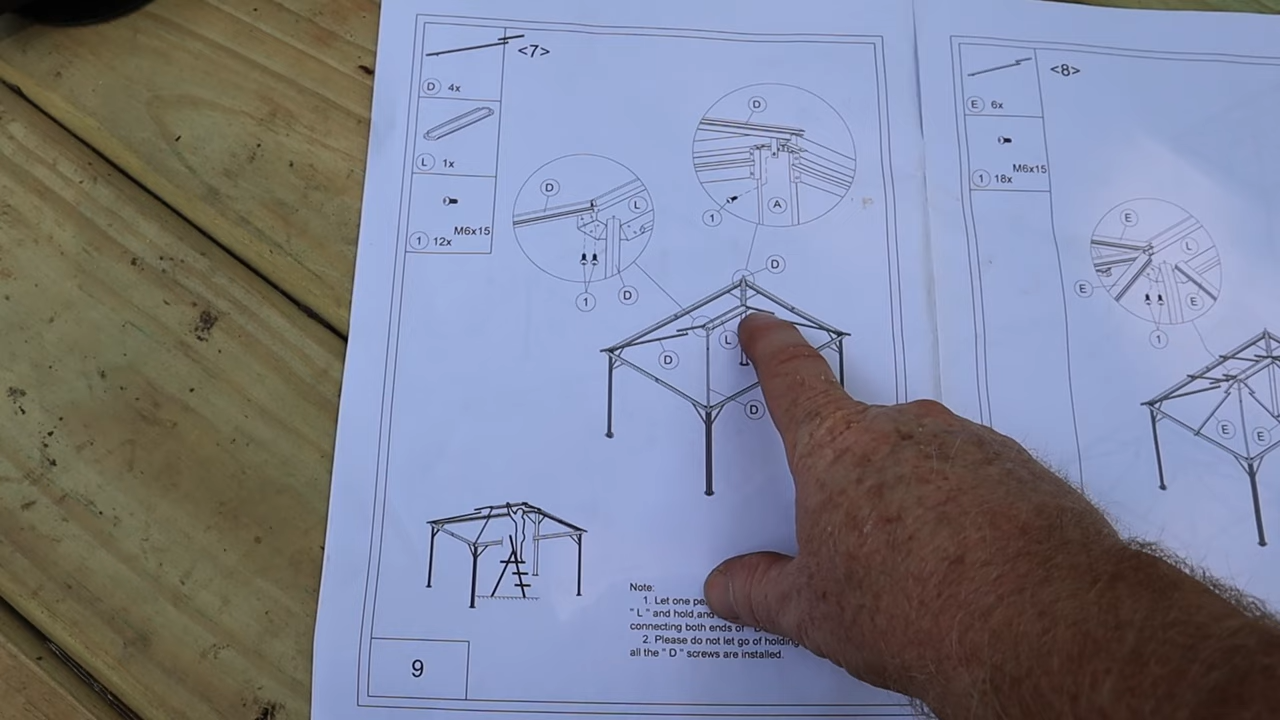 <7>
D 4x
L 1x
M6x15
1 12x
D
D
L
1
A
1
D
D
L
D
D
Note:
1. Let one
" L " and hold,and
connecting both ends of "
2. Please do not let go of holding
all the " D " screws are installed.
9
<8>
E 6x
M6x15
1 18x
E
L
E
E
1
E
E